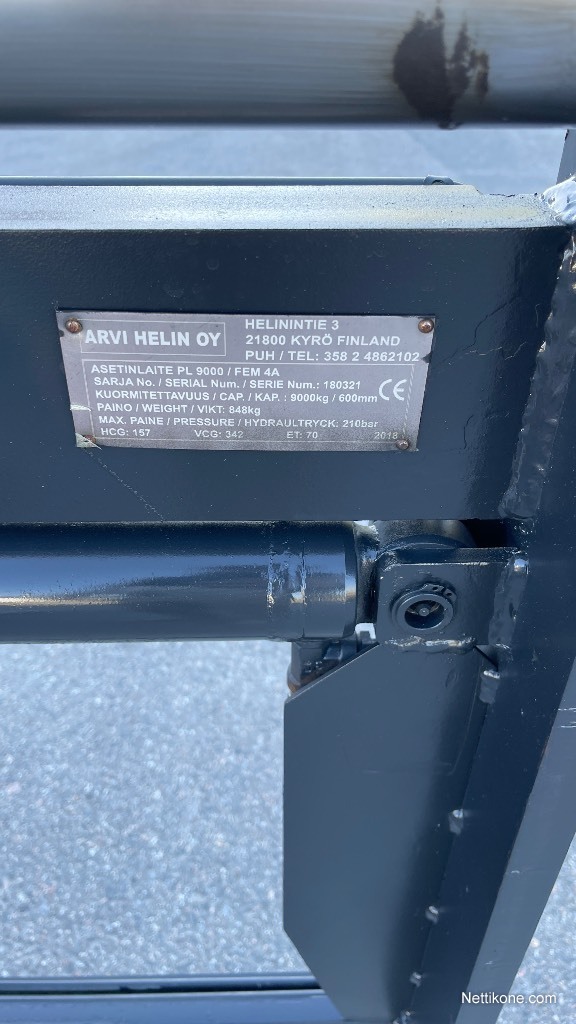 ARVI HELIN OY
HELININTIE 3
21800 KYRÖ FINLAND
PUH / TEL: 358 2 4862102
ASETINLAITE PL 9000 / FEM 4A
SARJA No. / SERIAL Num. / SERIE Num.: 180321
KUORMITETTAVUUS / CAP. / KAP. : 9000kg / 600mm
CE
PAINO / WEIGHT / VIKT: 848kg
MAX. PAINE / PRESSURE / HYDRAULTRYCK: 210bar
HCG: 157 VCG: 342 ET: 70 2018
Nettikone.com